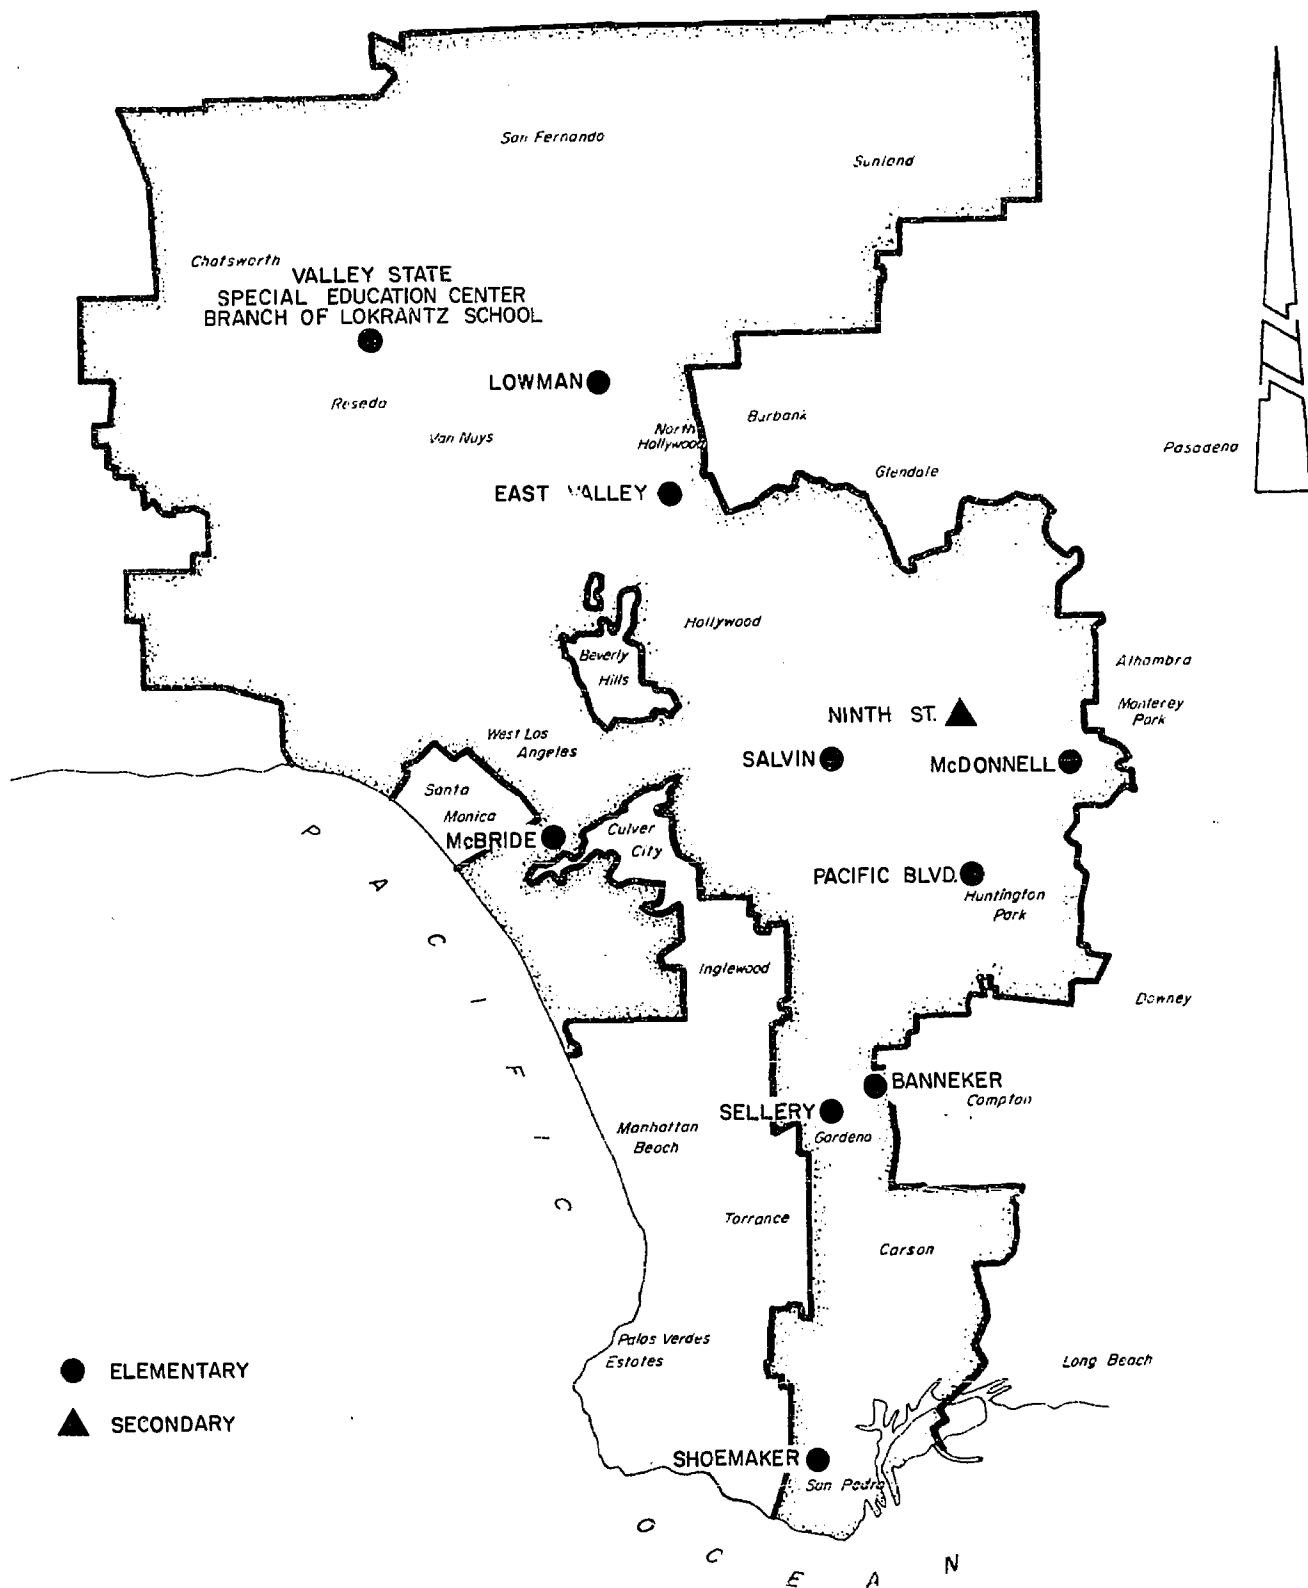 San Fernando
Sunland
Chatsworth
VALLEY STATE
SPECIAL EDUCATION CENTER
BRANCH OF LOKRANTZ SCHOOL
LOWMAN
Reseda
Van Nuys
North
Hollywood
Burbank
Glendale
Pasadena
EAST VALLEY
Hollywood
Beverly
Hills
Alhambra
Monterey
Park
NINTH ST.
West Los
Angeles
SALVIN
McDONNELL
Santa
Monica
McBRIDE
Culver
City
PACIFIC BLVD.
Huntington
Park
Inglewood
Downey
BANNEKER
Compton
SELLERY
Gardena
Manhattan
Beach
Torrance
Carson
Palos Verdes
Estates
Long Beach
ELEMENTARY
SECONDARY
SHOEMAKER
San Pedro
PACIFIC
OCEAN